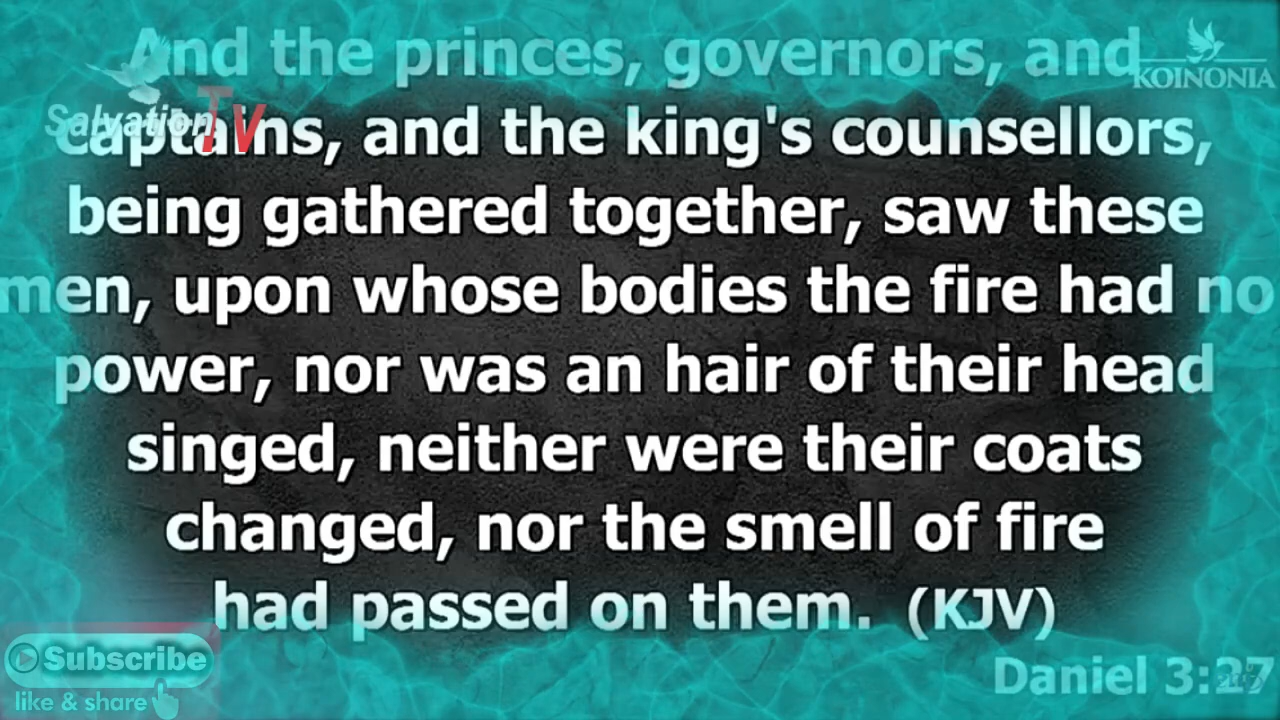 And the princes, governors, and
KOINONIA
Salvation TV
captains, and the king's counsellors,
being gathered together, saw these
men, upon whose bodies the fire had no
power, nor was an hair of their head
singed, neither were their coats
changed, nor the smell of fire
had passed on them. (KJV)
Subscribe
like & share
Daniel 3:27